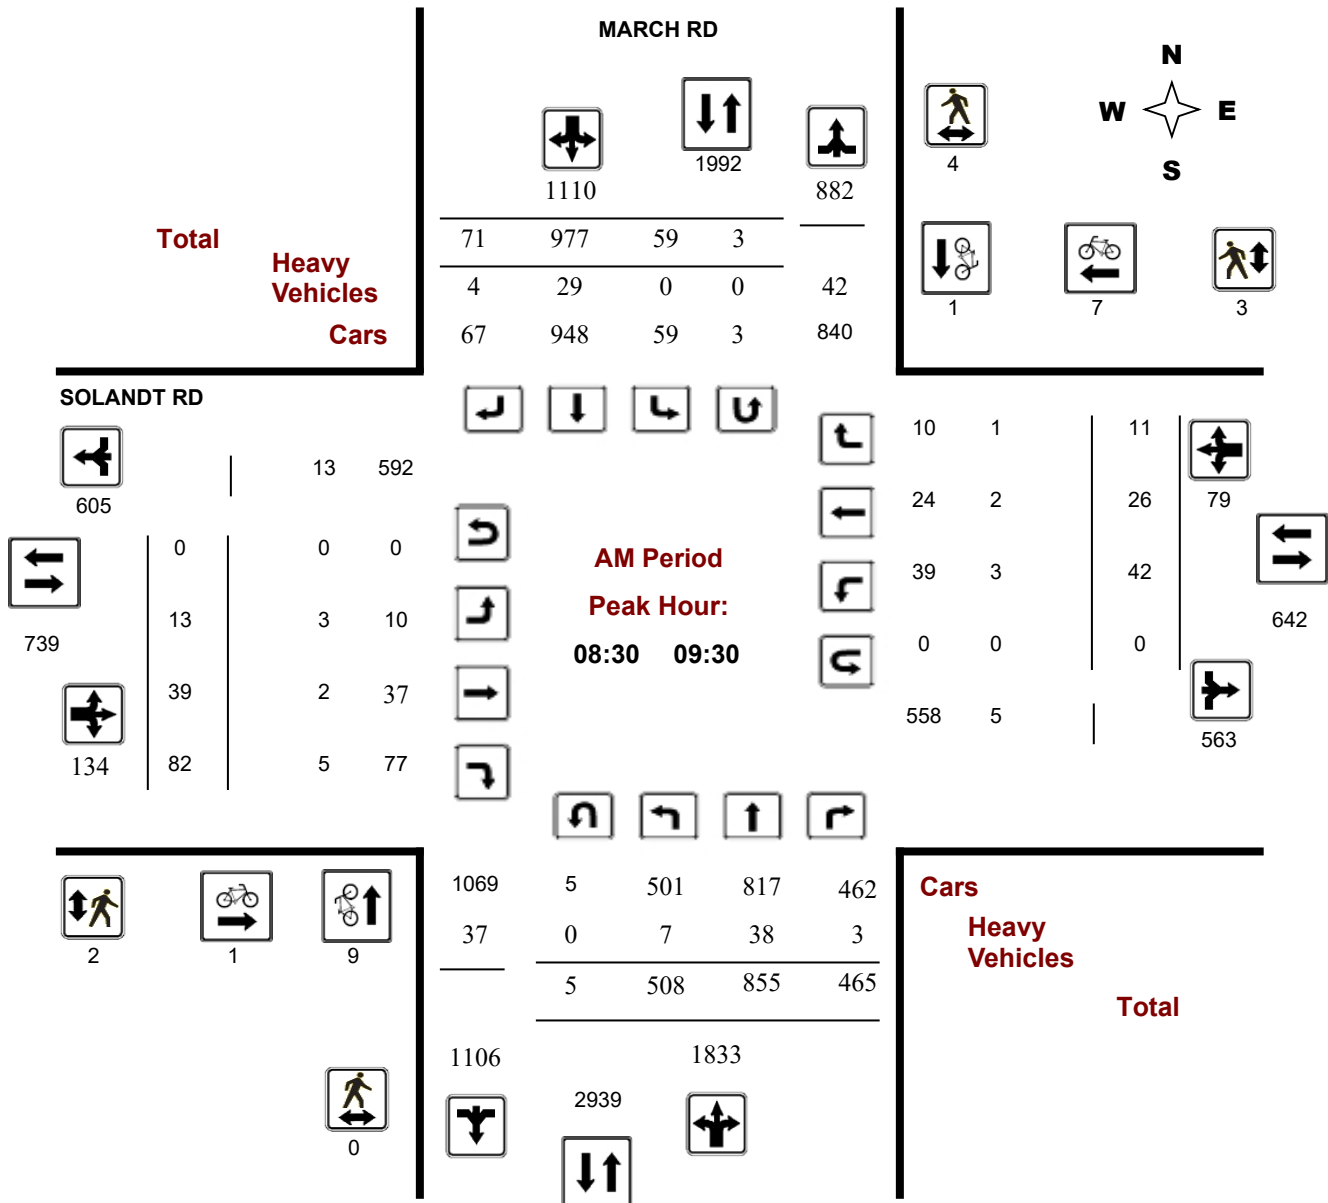 MARCH RD
N
W E
S
1110
1992
882
4
Total
71 977 59 3
Heavy
Vehicles
4 29 0 0 42
Cars
67 948 59 3 840
1 7 3
SOLANDT RD
605
13 592
0 0 0
739
13 3 10
39 2 37
134
82 5 77
AM Period
Peak Hour:
08:30 09:30
10 1 11
24 2 26
79
39 3 42
642
0 0 0
558 5
563
2 1 9
1069 5 501 817 462
37 0 7 38 3
5 508 855 465
1106 1833
2939
0
Cars
Heavy
Vehicles
Total